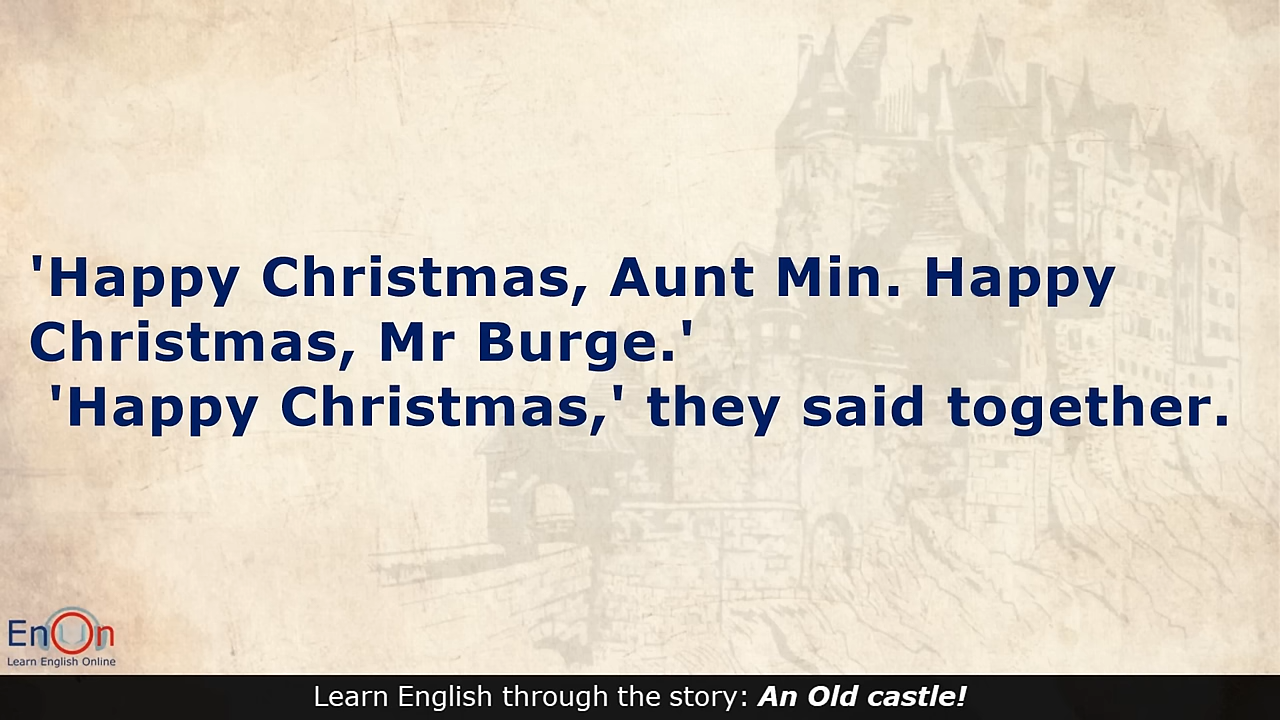 'Happy Christmas, Aunt Min. Happy
Christmas, Mr Burge.'
'Happy Christmas,' they said together.
EnOn
Learn English Online
Learn English through the story: An Old castle!